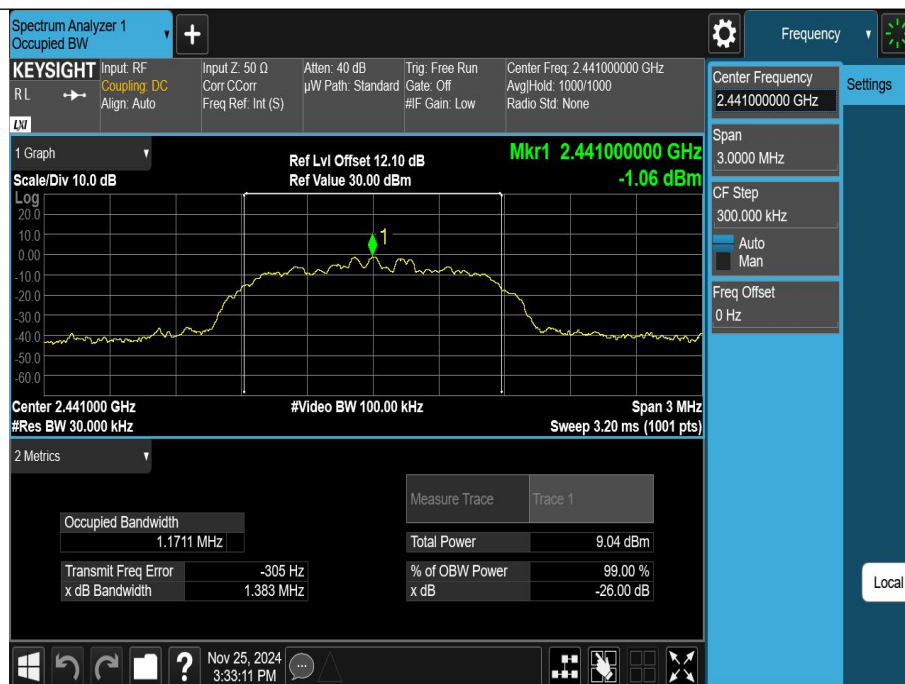 Spectrum Analyzer 1
Occupied BW
+
Frequency
KEYSIGHT
RL
LXI
Input: RF
Coupling: DC
Align: Auto
Input Z: 50 Ω
Corr CCorr
Freq Ref: Int (S)
Atten: 40 dB
µW Path: Standard
Trig: Free Run
Gate: Off
#IF Gain: Low
Center Freq: 2.441000000 GHz
Avg|Hold: 1000/1000
Radio Std: None
Center Frequency
2.441000000 GHz
Settings
Span
3.0000 MHz
CF Step
300.000 kHz
Auto
Man
Freq Offset
0 Hz
Local
1 Graph
Scale/Div 10.0 dB
Ref Lvl Offset 12.10 dB
Ref Value 30.00 dBm
Mkr1 2.441000000 GHz
-1.06 dBm
Log
20.0
10.0
0.00
-10.0
-20.0
-30.0
-40.0
-50.0
-60.0
1
Center 2.441000 GHz
#Res BW 30.000 kHz
#Video BW 100.00 kHz
Span 3 MHz
Sweep 3.20 ms (1001 pts)
2 Metrics
Measure Trace Trace 1
Occupied Bandwidth
1.1711 MHz
Total Power 9.04 dBm
Transmit Freq Error -305 Hz
% of OBW Power 99.00 %
x dB Bandwidth 1.383 MHz
x dB -26.00 dB
?
Nov 25, 2024
3:33:11 PM